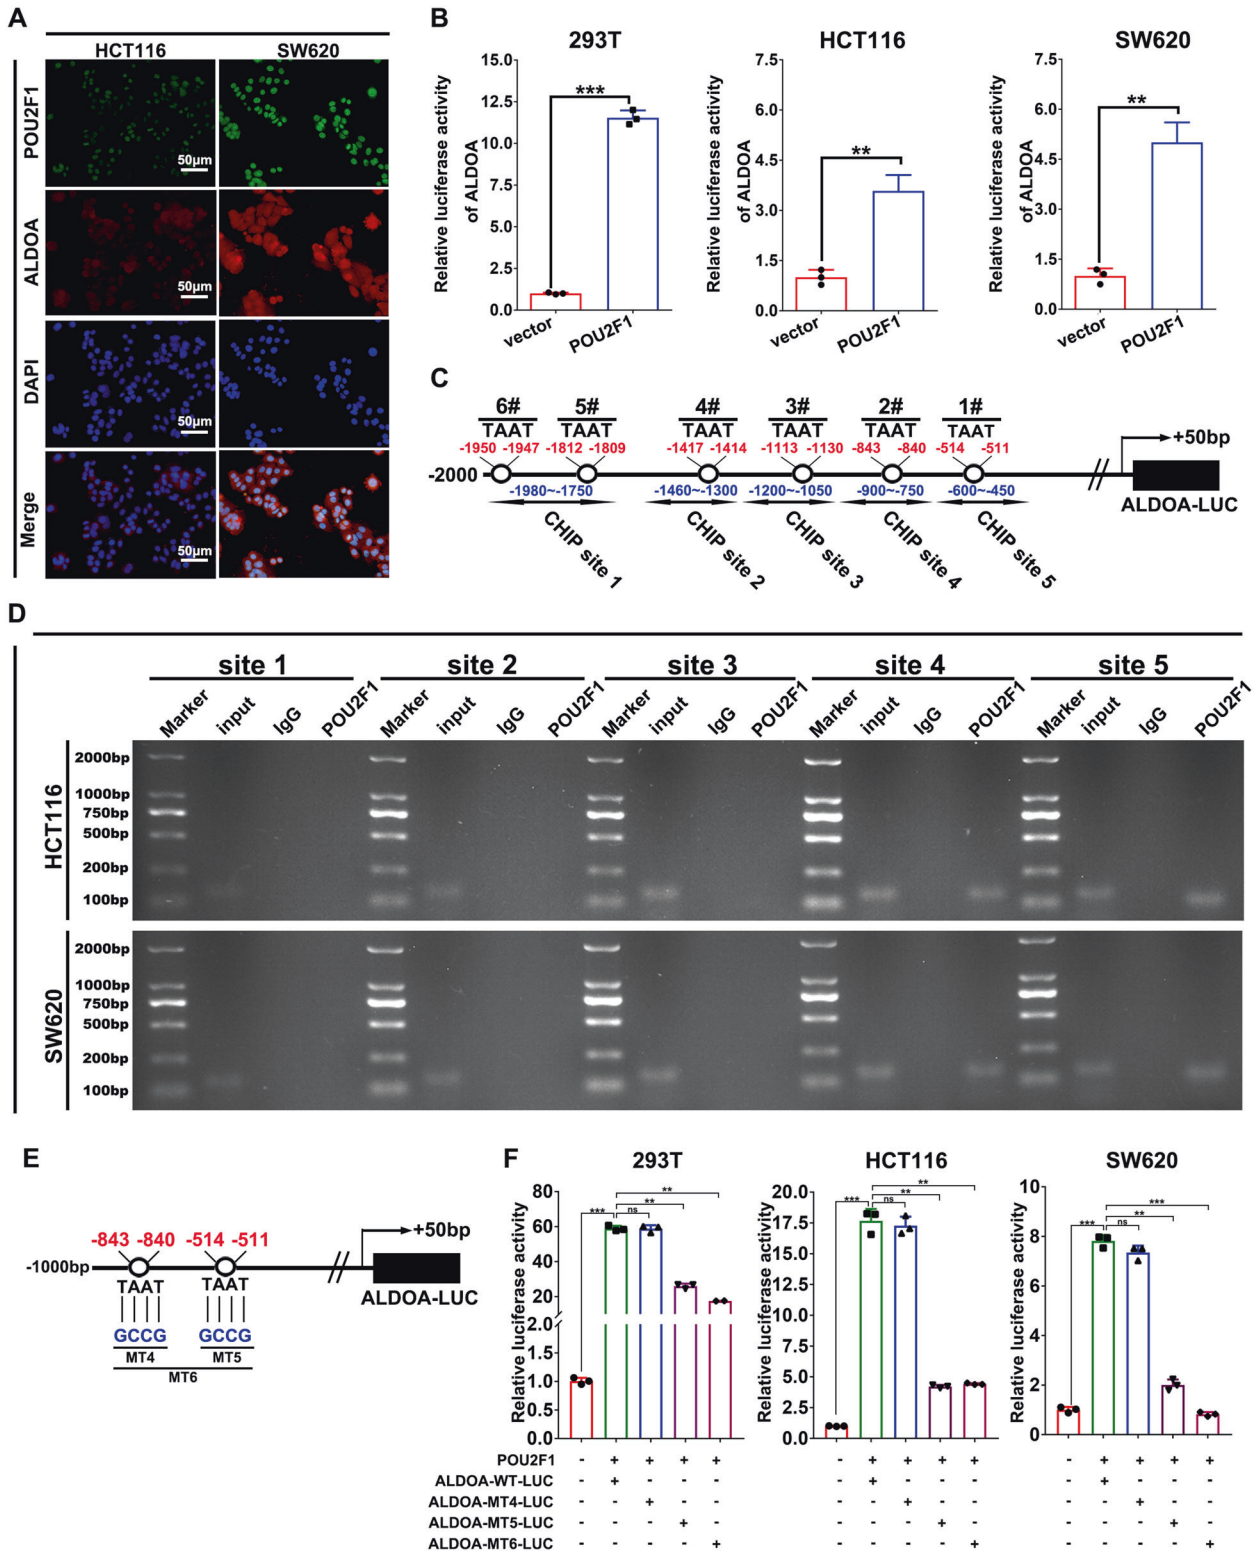 A
HCT116 SW620
POU2F1
50μm 50μm
ALDOA
50μm 50μm
DAPI
50μm 50μm
Merge
50μm 50μm
B
293T
Relative luciferase activity
of ALDOA
15.0
12.5
10.0
7.5
5.0
2.5
0.0
***
vector POU2F1
HCT116
Relative luciferase activity
of ALDOA
7.5
6.0
4.5
3.0
1.5
0.0
**
vector POU2F1
SW620
Relative luciferase activity
of ALDOA
7.5
6.0
4.5
3.0
1.5
0.0
**
vector POU2F1
C
6# 5# 4# 3# 2# 1#
TAAT TAAT TAAT TAAT TAAT TAAT
-1950 -1947 -1812 -1809 -1417 -1414 -1113 -1130 -843 -840 -514 -511
+50bp
-2000
-1980~-1750 -1460~-1300 -1200~-1050 -900~-750 -600~-450
ALDOA-LUC
CHIP site 1 CHIP site 2 CHIP site 3 CHIP site 4 CHIP site 5
D
site 1 site 2 site 3 site 4 site 5
Marker input IgG POU2F1 Marker input IgG POU2F1 Marker input IgG POU2F1 Marker input IgG POU2F1 Marker input IgG POU2F1
HCT116
2000bp
1000bp
750bp
500bp
200bp
100bp
SW620
2000bp
1000bp
750bp
500bp
200bp
100bp
E
-843 -840 -514 -511
+50bp
-1000bp
TAAT TAAT
ALDOA-LUC
GCCG GCCG
MT4 MT5
MT6
F
293T
Relative luciferase activity
80
60
40
20
2.0
1.5
1.0
0.5
0.0
**
**
*** ns
HCT116
Relative luciferase activity
20.0
17.5
15.0
12.5
10.0
7.5
5.0
2.5
0.0
**
**
*** ns
SW620
Relative luciferase activity
10
8
6
4
2
0
***
**
*** ns
POU2F1 - + + + + - + + + + - + + + +
ALDOA-WT-LUC - + - - - - + - - - - + - - -
ALDOA-MT4-LUC - - + - - - - + - - - - + - -
ALDOA-MT5-LUC - - - + - - - - + - - - - + -
ALDOA-MT6-LUC - - - - + - - - - + - - - - +